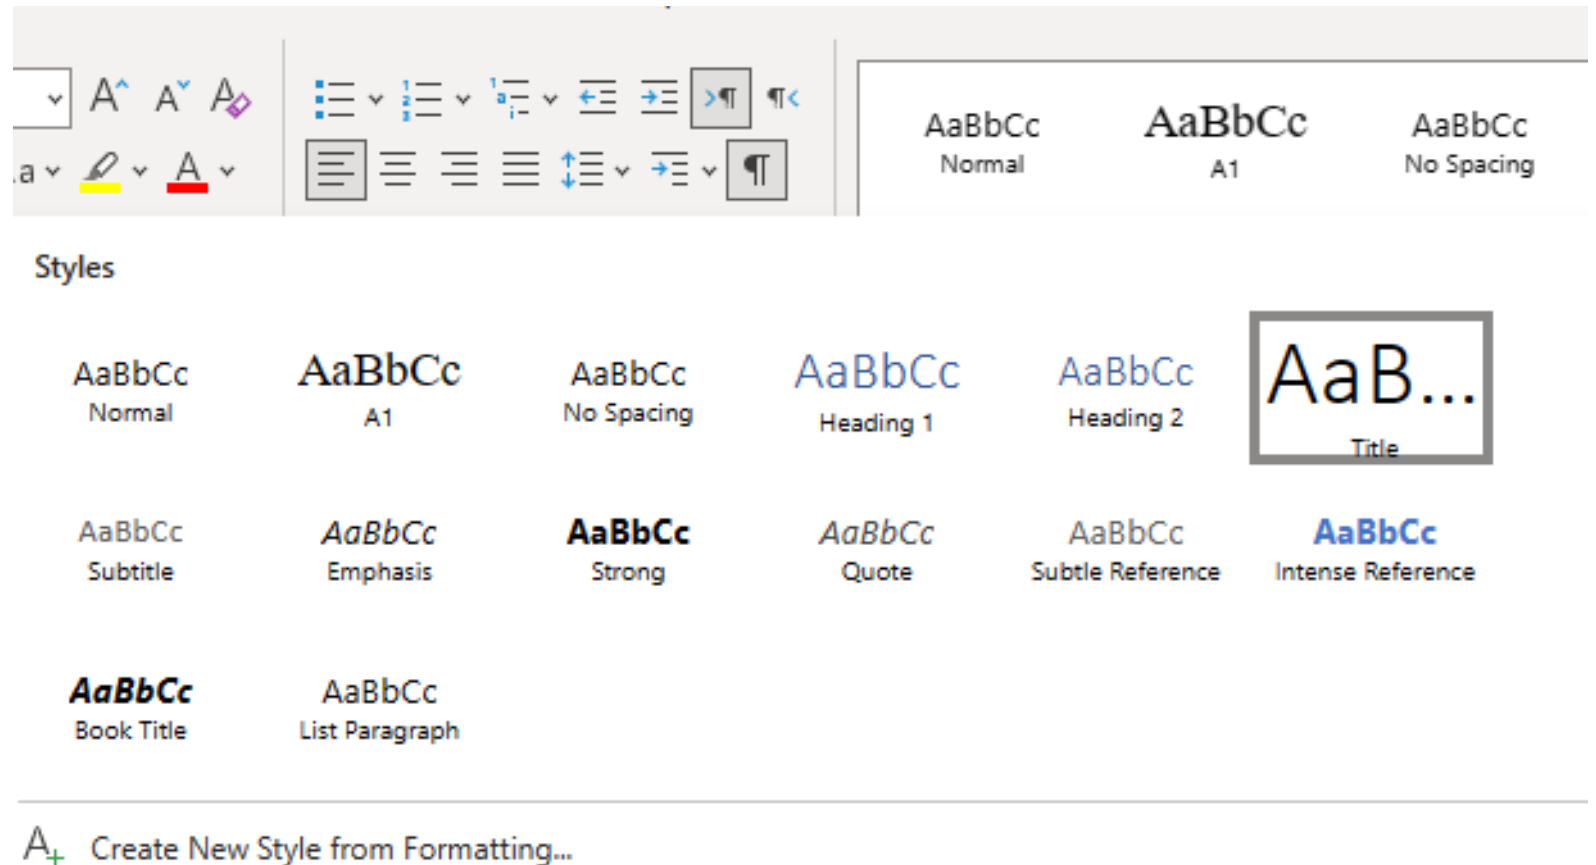 AaBbCc AaBbCc AaBbCc
Normal A1 No Spacing
Styles
AaBbCc AaBbCc AaBbCc AaBbCc AaBbCc AaB...
Normal A1 No Spacing Heading 1 Heading 2 Title
AaBbCc AaBbCc AaBbCc AaBbCc AaBbCc AaBbCc
Subtitle Emphasis Strong Quote Subtle Reference Intense Reference
AaBbCc AaBbCc
Book Title List Paragraph
Create New Style from Formatting...